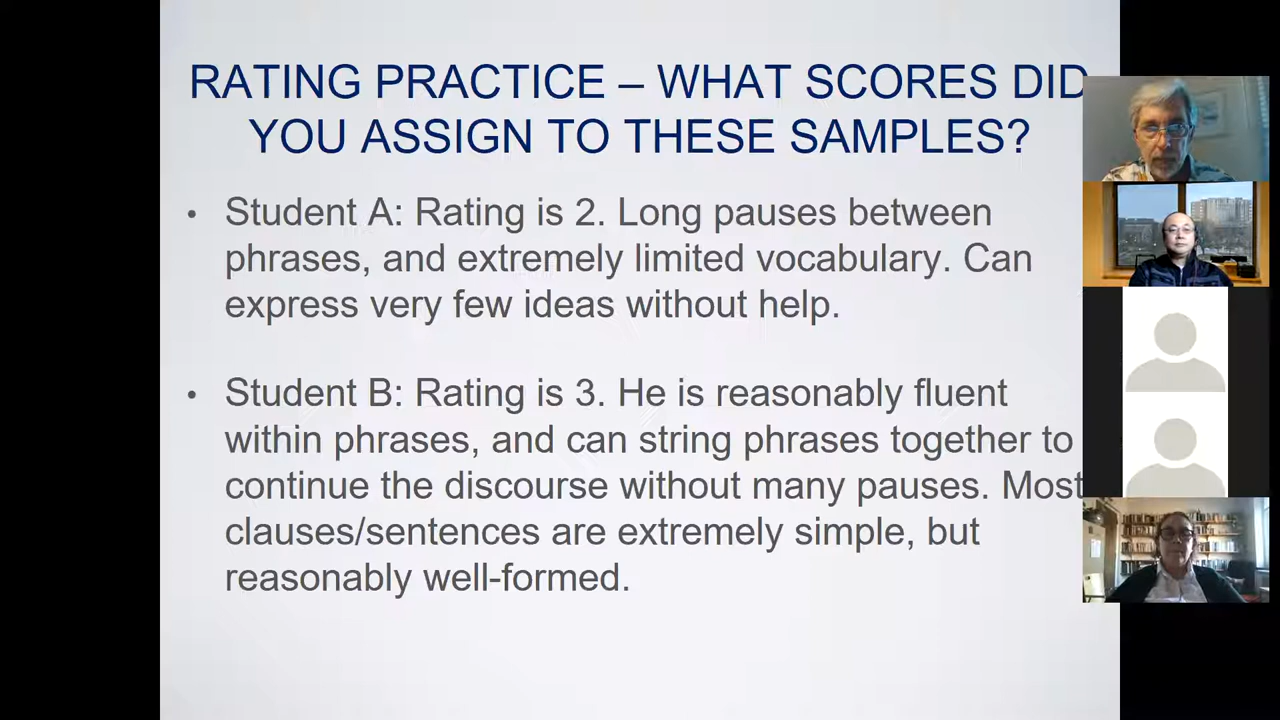 RATING PRACTICE – WHAT SCORES DID
YOU ASSIGN TO THESE SAMPLES?
• Student A: Rating is 2. Long pauses between
phrases, and extremely limited vocabulary. Can
express very few ideas without help.
• Student B: Rating is 3. He is reasonably fluent
within phrases, and can string phrases together to
continue the discourse without many pauses. Most
clauses/sentences are extremely simple, but
reasonably well-formed.